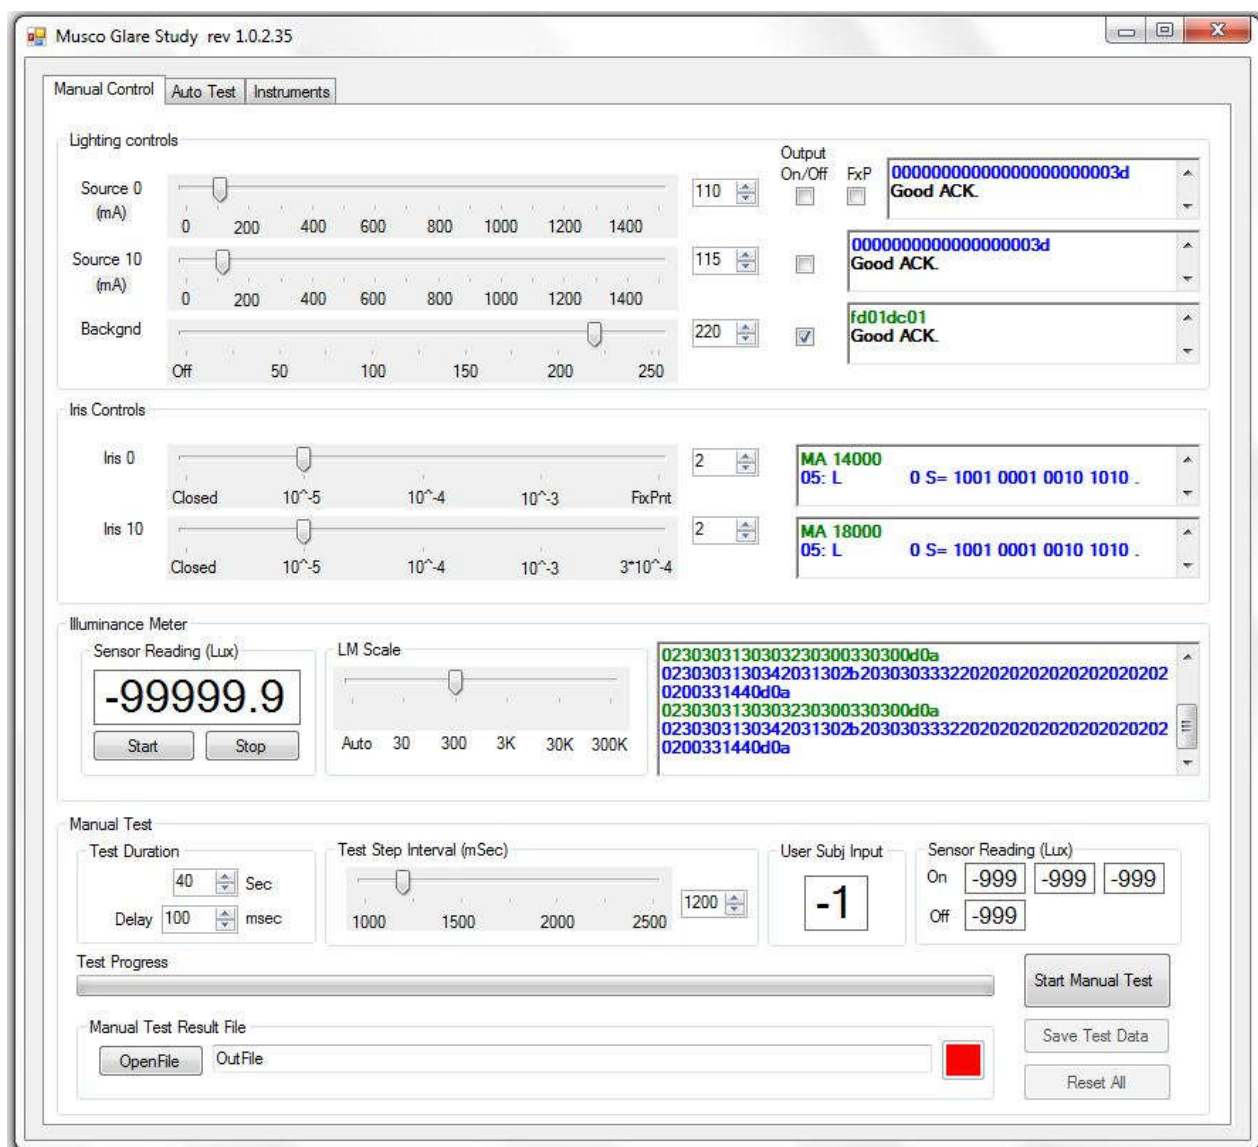 Musco Glare Study rev 1.0.2.35
Manual Control Auto Test Instruments
Lighting controls
Output
On/Off FxP
Source 0
(mA)
0 200 400 600 800 1000 1200 1400
110
00000000000000000000000003d
Good ACK.
Source 10
(mA)
0 200 400 600 800 1000 1200 1400
115
0000000000000000003d
Good ACK.
Backgnd
Off 50 100 150 200 250
220
fd01dc01
Good ACK.
Iris Controls
Iris 0
Closed 10^-5 10^-4 10^-3 FixPnt
2
MA 14000
05: L 0 S= 1001 0001 0010 1010 .
Iris 10
Closed 10^-5 10^-4 10^-3 3*10^-4
2
MA 18000
05: L 0 S= 1001 0001 0010 1010 .
Illuminance Meter
Sensor Reading (Lux)
-99999.9
Start Stop
LM Scale
Auto 30 300 3K 30K 300K
0230303130303230300330300d0a
0230303130342031302b20303033322020202020202020202020
0200331440d0a
0230303130303230300330300d0a
0230303130342031302b20303033322020202020202020202020
0200331440d0a
Manual Test
Test Duration
40 Sec
Delay 100 msec
Test Step Interval (mSec)
1000 1500 2000 2500
1200
User Subj Input
-1
Sensor Reading (Lux)
On -999 -999 -999
Off -999
Test Progress
Start Manual Test
Manual Test Result File
OpenFile OutFile
Save Test Data
Reset All